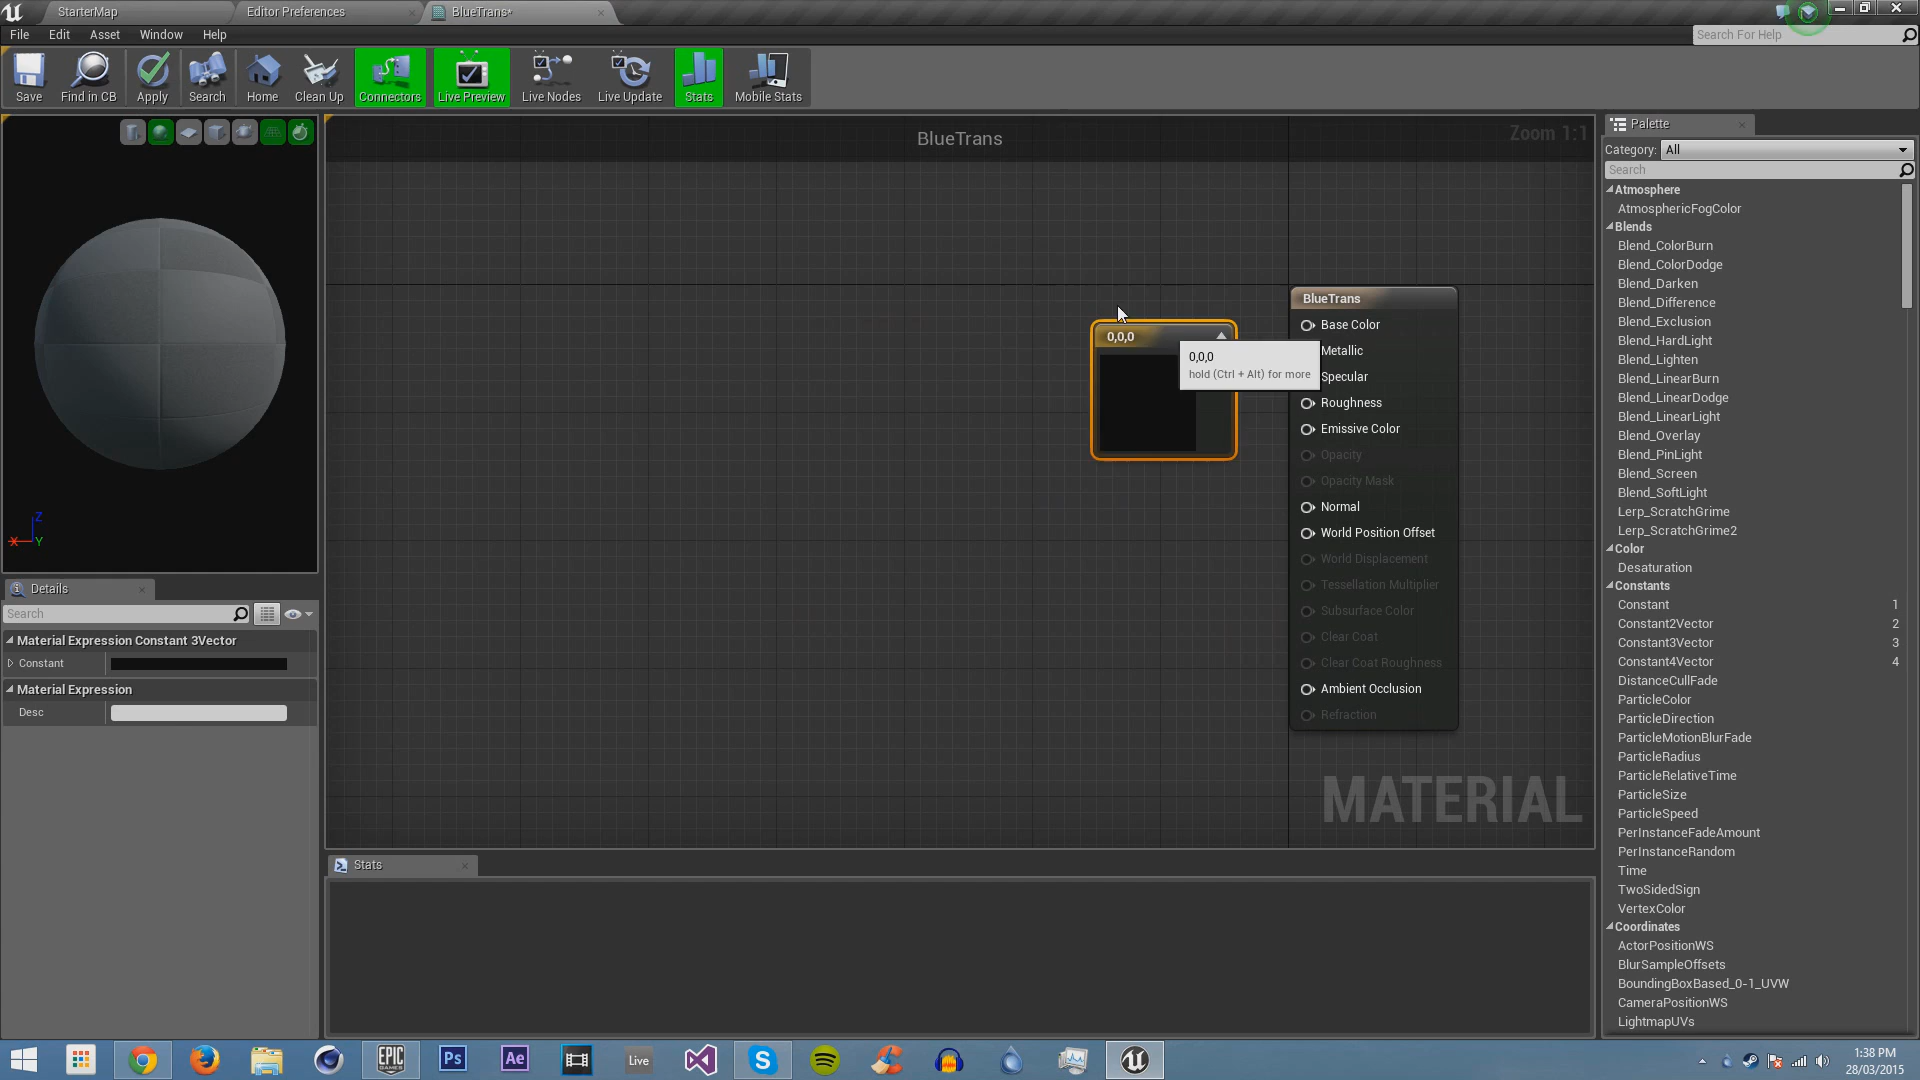 StarterMap
Editor Preferences
BlueTrans*
File
Edit
Asset
Window
Help
Search For Help
Save
Find in CB
Apply
Search
Home
Clean Up
Connectors
Live Preview
Live Nodes
Live Update
Stats
Mobile Stats
BlueTrans
Zoom 1:1
Palette
Category:
All
Search
Atmosphere
AtmosphericFogColor
Blends
Blend_ColorBurn
Blend_ColorDodge
Blend_Darken
Blend_Difference
Blend_Exclusion
Blend_HardLight
Blend_Lighten
Blend_LinearBurn
Blend_LinearDodge
Blend_LinearLight
Blend_Overlay
Blend_PinLight
Blend_Screen
Blend_SoftLight
Lerp_ScratchGrime
Lerp_ScratchGrime2
Color
Desaturation
Constants
Constant 1
Constant2Vector 2
Constant3Vector 3
Constant4Vector 4
DistanceCullFade
ParticleColor
ParticleDirection
ParticleMotionBlurFade
ParticleRadius
ParticleRelativeTime
ParticleSize
ParticleSpeed
PerInstanceFadeAmount
PerInstanceRandom
Time
TwoSidedSign
VertexColor
Coordinates
ActorPositionWS
BlurSampleOffsets
BoundingBoxBased_0-1_UVW
CameraPositionWS
LightmapUVs
0,0,0
0,0,0
hold (Ctrl + Alt) for more
BlueTrans
Base Color
Metallic
Specular
Roughness
Emissive Color
Opacity
Opacity Mask
Normal
World Position Offset
World Displacement
Tessellation Multiplier
Subsurface Color
Clear Coat
Clear Coat Roughness
Ambient Occlusion
Refraction
MATERIAL
Z
X
Y
Details
Search
Material Expression Constant 3Vector
Constant
Material Expression
Desc
Stats
EPIC
GAMES
Ps
Ae
Live
1:38 PM
28/03/2015